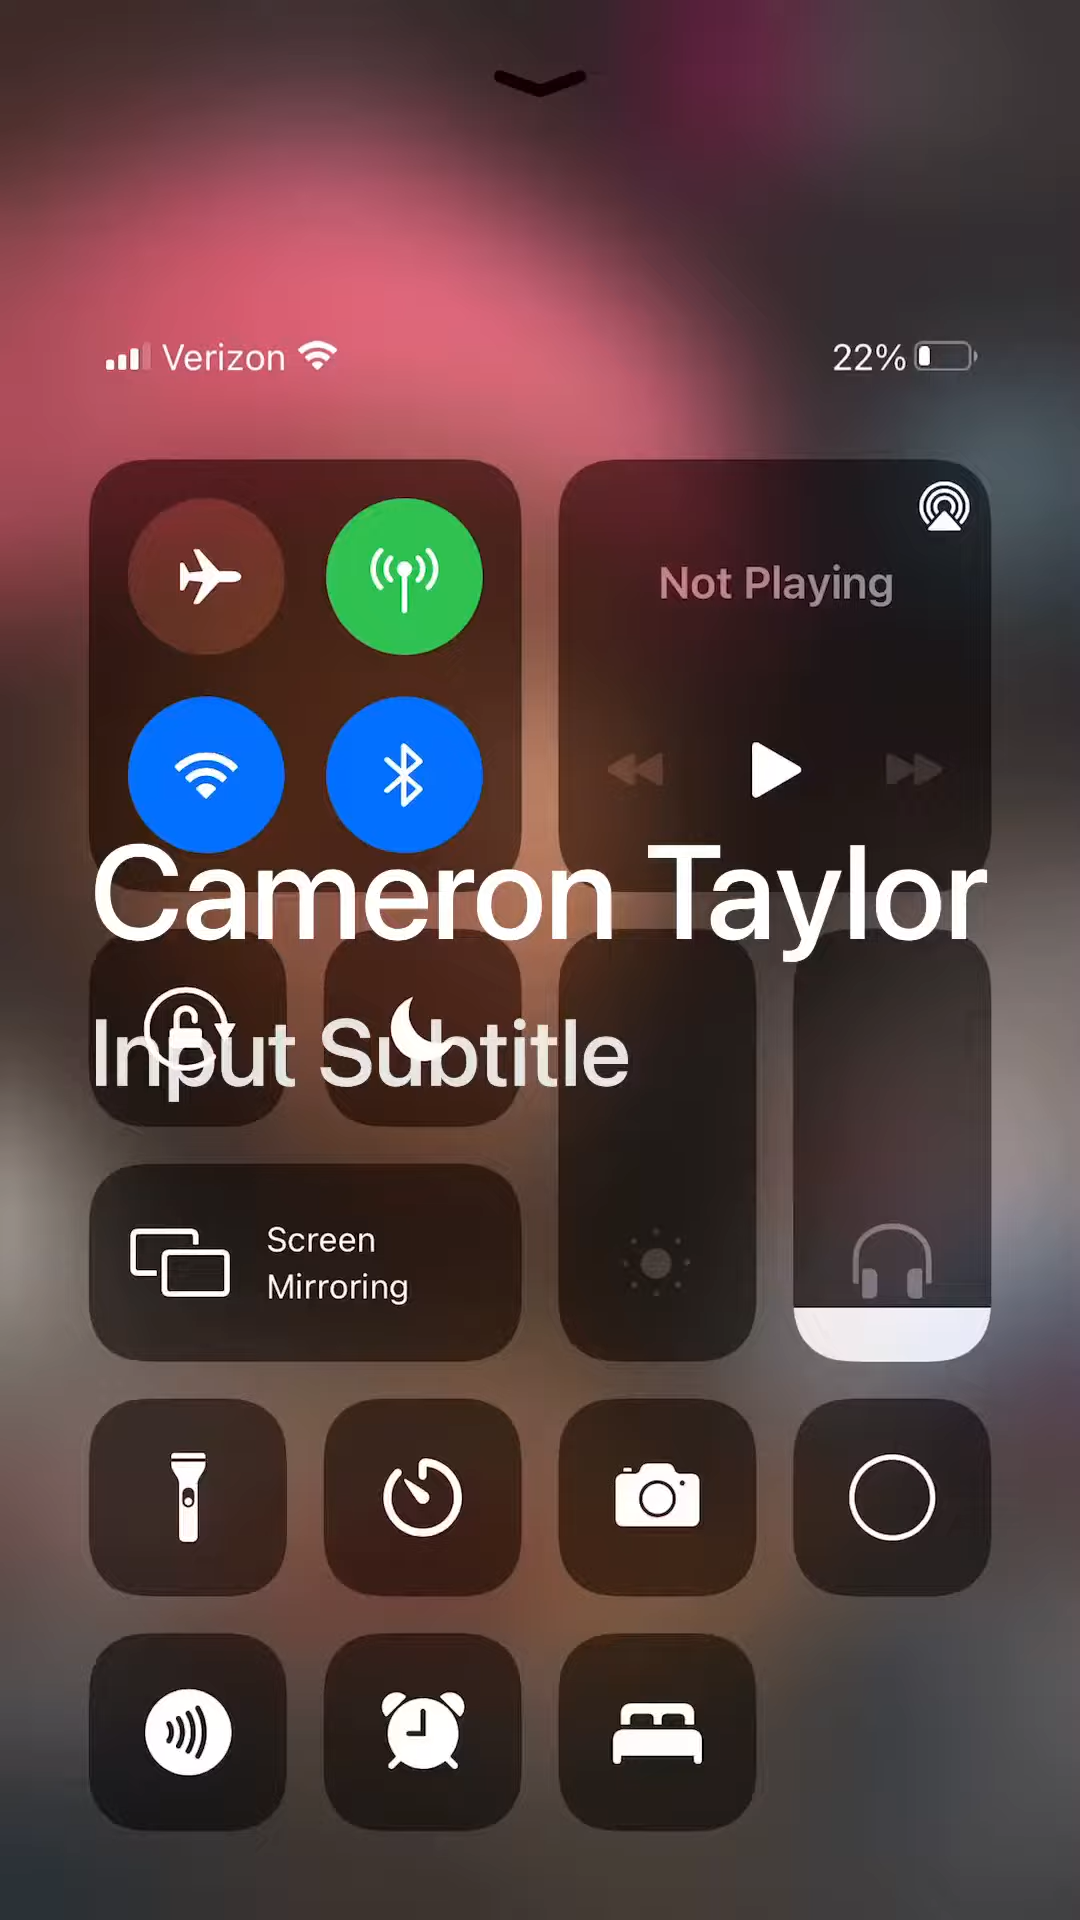 Verizon
22%
Not Playing
Cameron Taylor
Input Subtitle
Screen
Mirroring